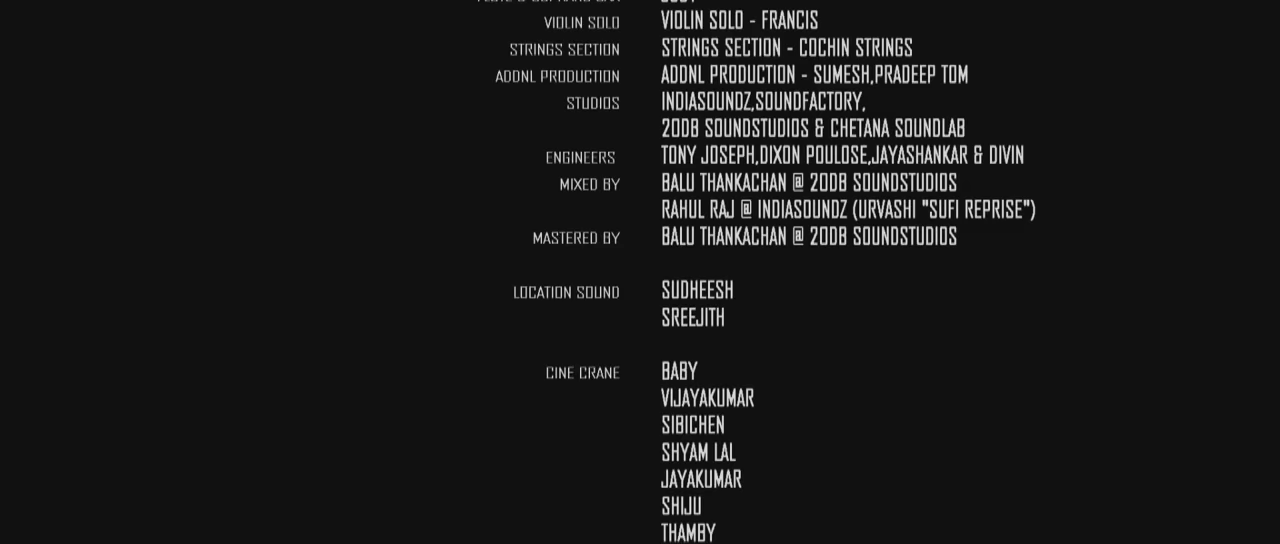 VIOLIN SOLO VIOLIN SOLO - FRANCIS
STRINGS SECTION STRINGS SECTION - COCHIN STRINGS
ADDNL PRODUCTION ADDNL PRODUCTION - SUMESH,PRADEEP TOM
STUDIOS INDIASOUNDZ,SOUNDFACTORY,
20DB SOUNDSTUDIOS & CHETANA SOUNDLAB
ENGINEERS TONY JOSEPH,DIXON POULOSE,JAYASHANKAR & DIVIN
MIXED BY BALU THANKACHAN @ 20DB SOUNDSTUDIOS
RAHUL RAJ @ INDIASOUNDZ (URVASHI "SUFI REPRISE")
MASTERED BY BALU THANKACHAN @ 20DB SOUNDSTUDIOS
LOCATION SOUND SUDHEESH
SREEJITH
CINE CRANE BABY
VIJAYAKUMAR
SIBICHEN
SHYAM LAL
JAYAKUMAR
SHIJU
THAMBY